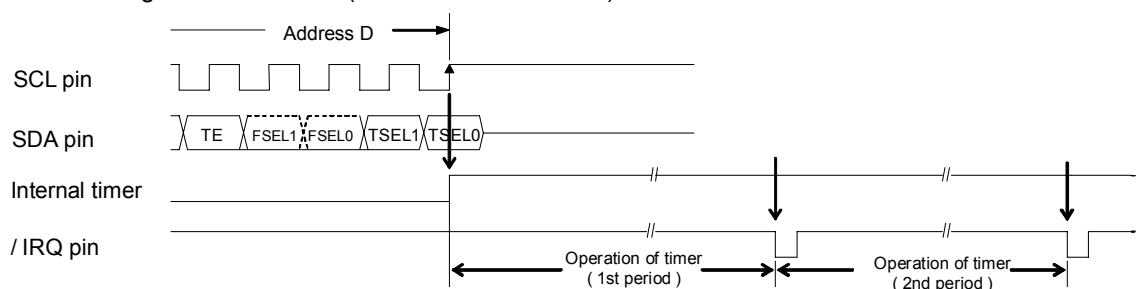 Address D
SCL pin
SDA pin
TE FSEL1 FSEL0 TSEL1 TSEL0
Internal timer
/ IRQ pin
Operation of timer
( 1st period )
Operation of timer
( 2nd period )